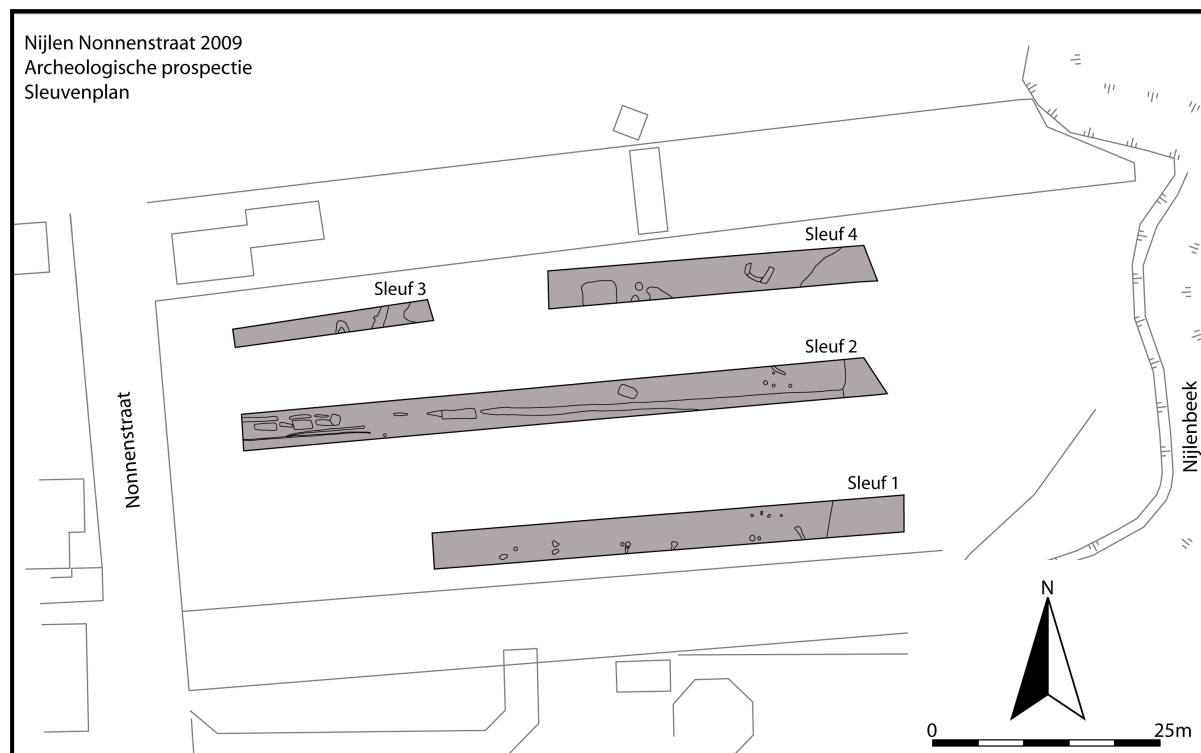 Nijlen Nonnenstraat 2009
Archeologische prospectie
Sleuvenplan
Sleuf 4
Sleuf 3
Sleuf 2
Nonnenstraat
Nijlenbeek
Sleuf 1
N
0 25m